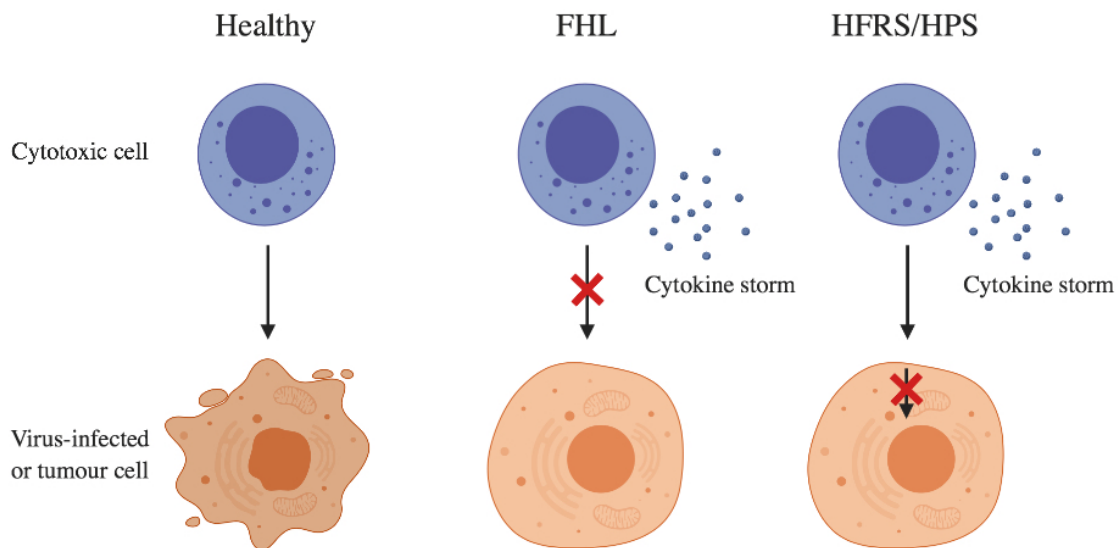 Healthy
FHL
HFRS/HPS
Cytotoxic cell
Cytokine storm
Cytokine storm
Virus-infected
or tumour cell